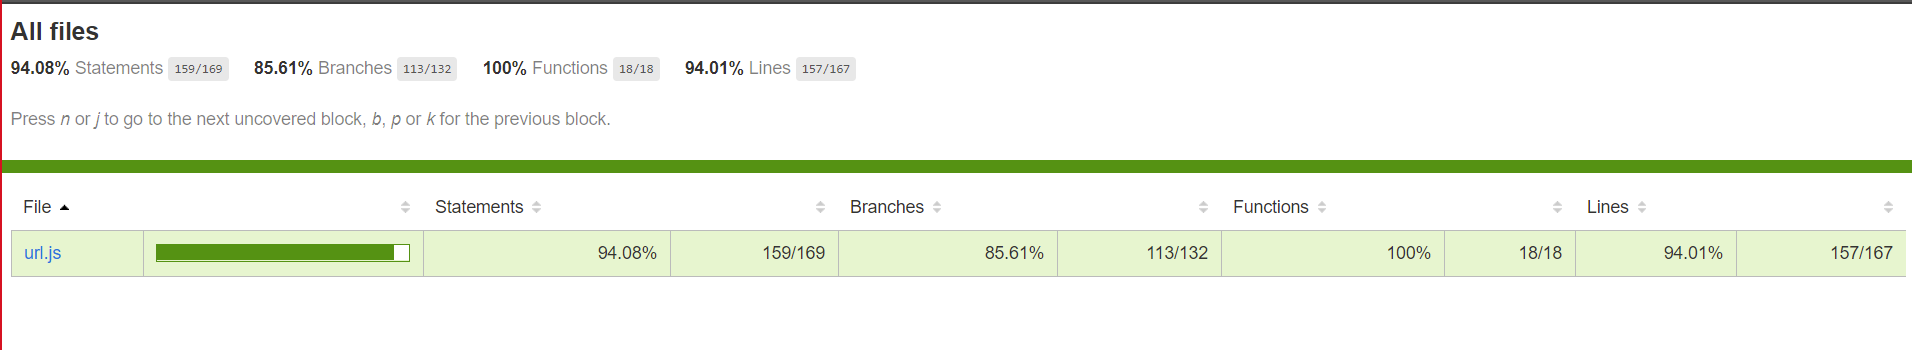 All files
94.08% Statements 159/169 85.61% Branches 113/132 100% Functions 18/18 94.01% Lines 157/167
Press n or j to go to the next uncovered block, b, p or k for the previous block.
File Statements Branches Functions Lines
url.js 94.08% 159/169 85.61% 113/132 100% 18/18 94.01% 157/167